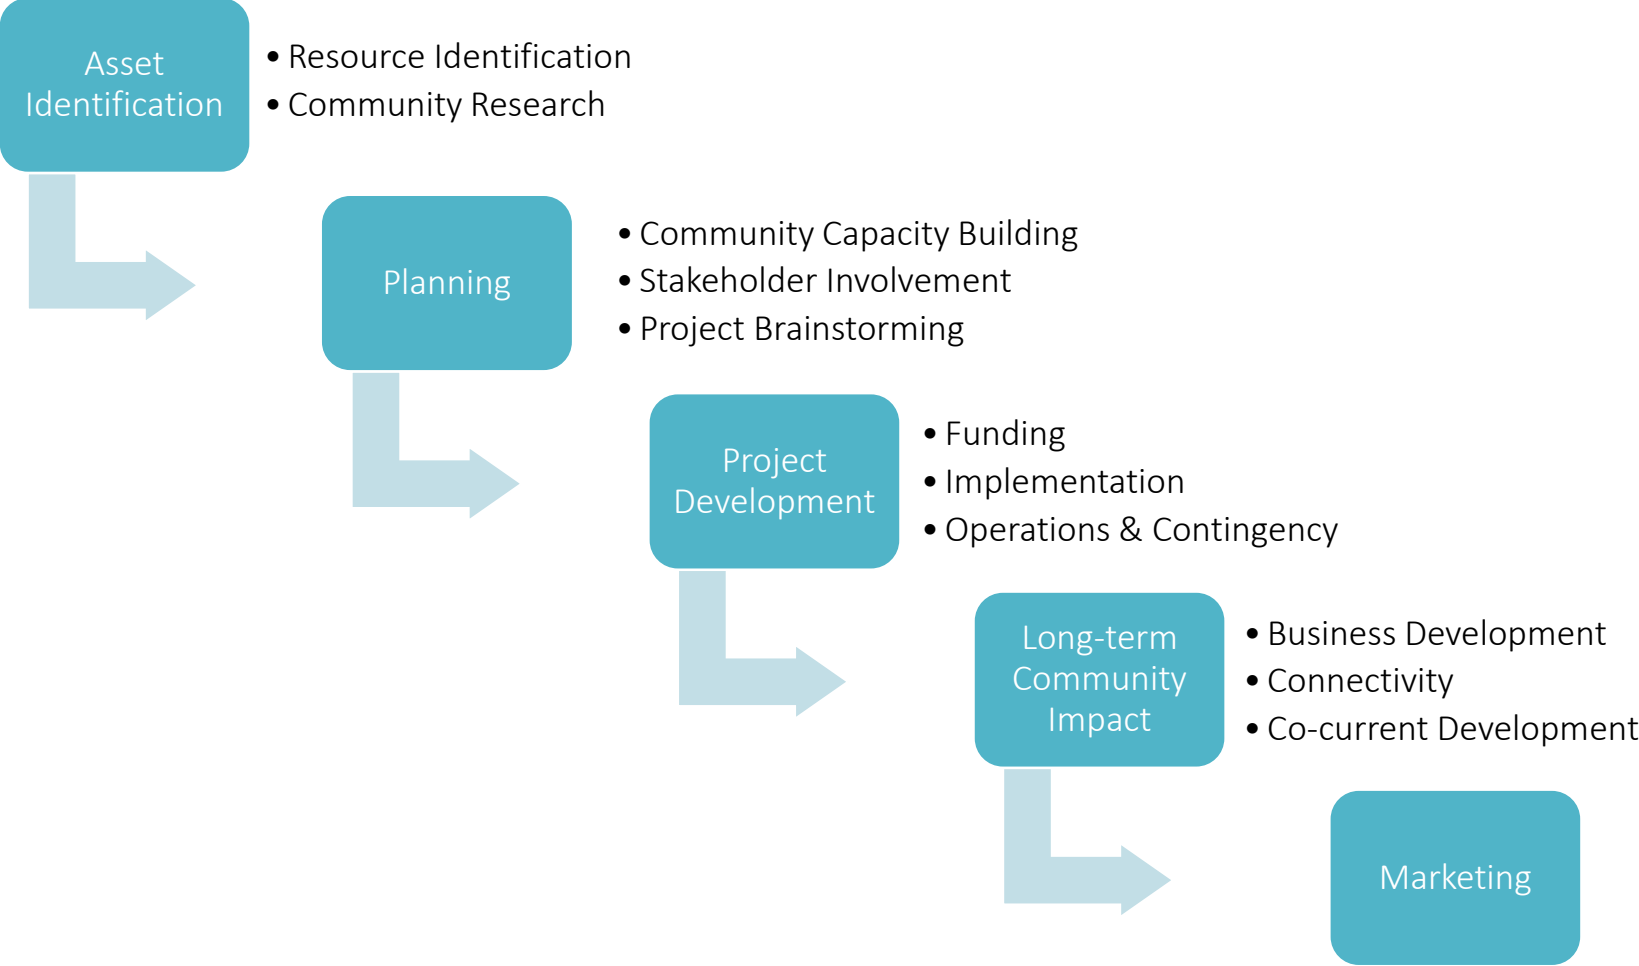 Asset
Identification
• Resource Identification
• Community Research
Planning
• Community Capacity Building
• Stakeholder Involvement
• Project Brainstorming
Project
Development
• Funding
• Implementation
• Operations & Contingency
Long-term
Community
Impact
• Business Development
• Connectivity
• Co-current Development
Marketing